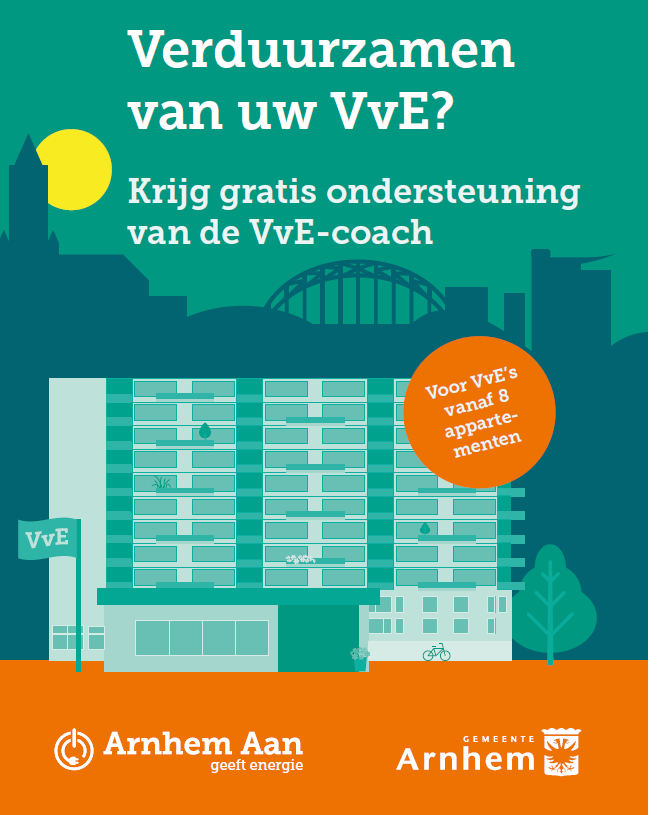 Verduurzamen
van uw VvE?
Krijg gratis ondersteuning
van de VvE-coach
Voor VvE's
vanaf 8
apparte-
menten
VvE
Arnhem Aan
geeft energie
GEMEENTE
Arnhem